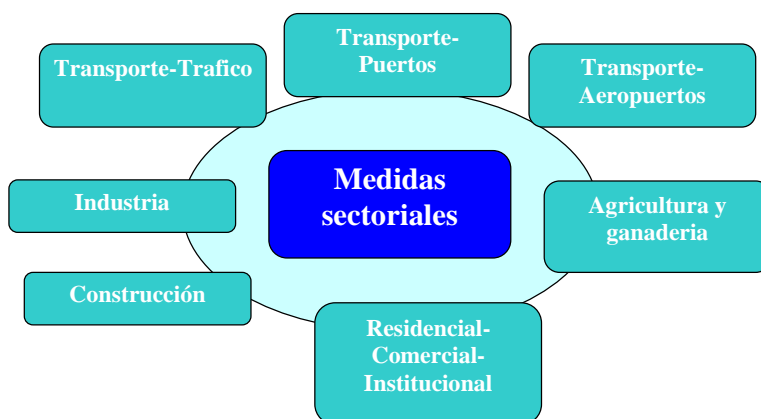 Transporte-
Puertos
Transporte-Trafico
Transporte-
Aeropuertos
Medidas
sectoriales
Industria
Agricultura y
ganaderia
Construcción
Residencial-
Comercial-
Institucional